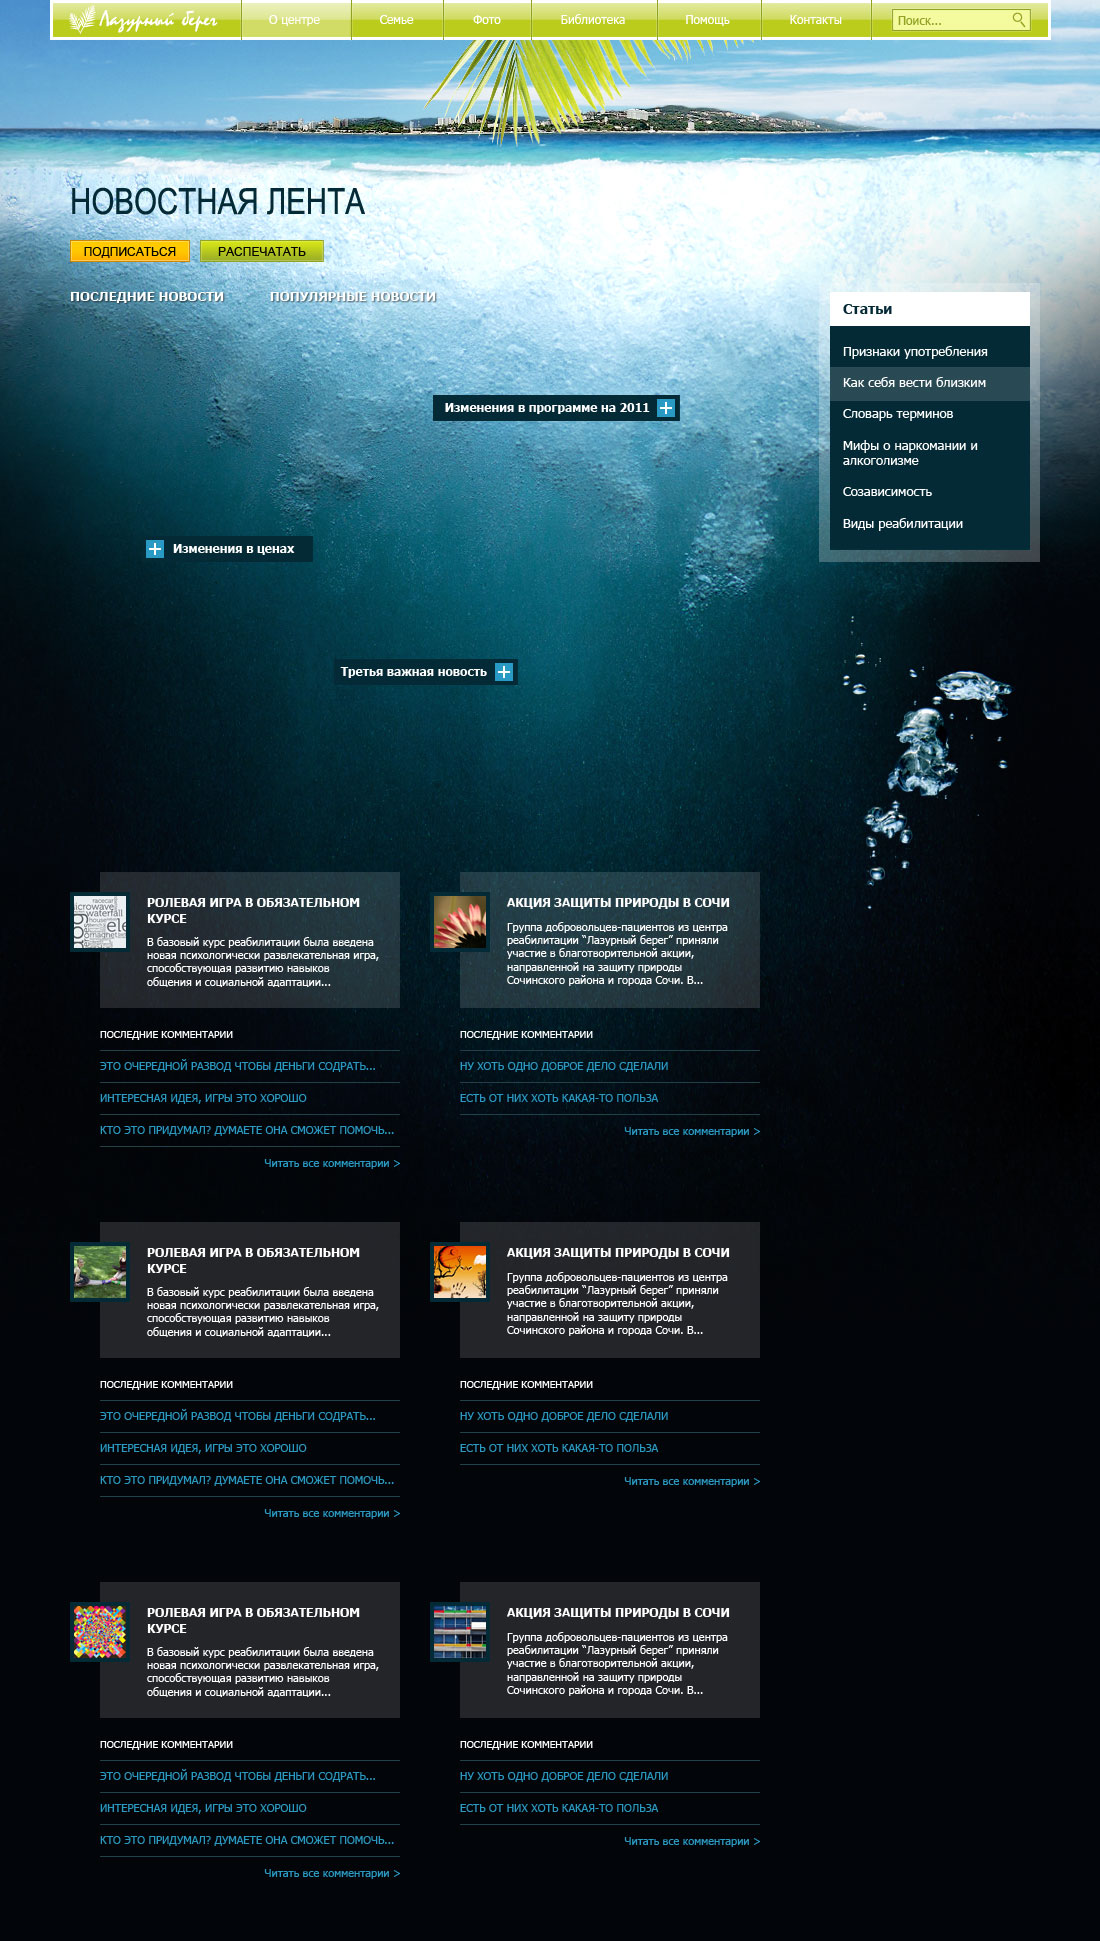 Лазурный берег
О центре
Семье
Фото
Библиотека
Помощь
Контакты
Поиск...
НОВОСТНАЯ ЛЕНТА
ПОДПИСАТЬСЯ
РАСПЕЧАТАТЬ
ПОСЛЕДНИЕ НОВОСТИ
ПОПУЛЯРНЫЕ НОВОСТИ
Статьи
Признаки употребления
Как себя вести близким
Словарь терминов
Мифы о наркомании и
алкоголизме
Созависимость
Виды реабилитации
Изменения в программе на 2011
Изменения в ценах
Третья важная новость
racecar
icrowave
waterfall
РОЛЕВАЯ ИГРА В ОБЯЗАТЕЛЬНОМ
КУРСЕ
В базовый курс реабилитации была введена
новая психологически развлекательная игра,
способствующая развитию навыков
общения и социальной адаптации...
ПОСЛЕДНИЕ КОММЕНТАРИИ
ЭТО ОЧЕРЕДНОЙ РАЗВОД ЧТОБЫ ДЕНЬГИ СОДРАТЬ...
ИНТЕРЕСНАЯ ИДЕЯ, ИГРЫ ЭТО ХОРОШО
КТО ЭТО ПРИДУМАЛ? ДУМАЕТЕ ОНА СМОЖЕТ ПОМОЧЬ...
Читать все комментарии >
АКЦИЯ ЗАЩИТЫ ПРИРОДЫ В СОЧИ
Группа добровольцев-пациентов из центра
реабилитации “Лазурный берег” приняли
участие в благотворительной акции,
направленной на защиту природы
Сочинского района и города Сочи. В...
ПОСЛЕДНИЕ КОММЕНТАРИИ
НУ ХОТЬ ОДНО ДОБРОЕ ДЕЛО СДЕЛАЛИ
ЕСТЬ ОТ НИХ ХОТЬ КАКАЯ-ТО ПОЛЬЗА
Читать все комментарии >
РОЛЕВАЯ ИГРА В ОБЯЗАТЕЛЬНОМ
КУРСЕ
В базовый курс реабилитации была введена
новая психологически развлекательная игра,
способствующая развитию навыков
общения и социальной адаптации...
ПОСЛЕДНИЕ КОММЕНТАРИИ
ЭТО ОЧЕРЕДНОЙ РАЗВОД ЧТОБЫ ДЕНЬГИ СОДРАТЬ...
ИНТЕРЕСНАЯ ИДЕЯ, ИГРЫ ЭТО ХОРОШО
КТО ЭТО ПРИДУМАЛ? ДУМАЕТЕ ОНА СМОЖЕТ ПОМОЧЬ...
Читать все комментарии >
АКЦИЯ ЗАЩИТЫ ПРИРОДЫ В СОЧИ
Группа добровольцев-пациентов из центра
реабилитации “Лазурный берег” приняли
участие в благотворительной акции,
направленной на защиту природы
Сочинского района и города Сочи. В...
ПОСЛЕДНИЕ КОММЕНТАРИИ
НУ ХОТЬ ОДНО ДОБРОЕ ДЕЛО СДЕЛАЛИ
ЕСТЬ ОТ НИХ ХОТЬ КАКАЯ-ТО ПОЛЬЗА
Читать все комментарии >
РОЛЕВАЯ ИГРА В ОБЯЗАТЕЛЬНОМ
КУРСЕ
В базовый курс реабилитации была введена
новая психологически развлекательная игра,
способствующая развитию навыков
общения и социальной адаптации...
ПОСЛЕДНИЕ КОММЕНТАРИИ
ЭТО ОЧЕРЕДНОЙ РАЗВОД ЧТОБЫ ДЕНЬГИ СОДРАТЬ...
ИНТЕРЕСНАЯ ИДЕЯ, ИГРЫ ЭТО ХОРОШО
КТО ЭТО ПРИДУМАЛ? ДУМАЕТЕ ОНА СМОЖЕТ ПОМОЧЬ...
Читать все комментарии >
АКЦИЯ ЗАЩИТЫ ПРИРОДЫ В СОЧИ
Группа добровольцев-пациентов из центра
реабилитации “Лазурный берег” приняли
участие в благотворительной акции,
направленной на защиту природы
Сочинского района и города Сочи. В...
ПОСЛЕДНИЕ КОММЕНТАРИИ
НУ ХОТЬ ОДНО ДОБРОЕ ДЕЛО СДЕЛАЛИ
ЕСТЬ ОТ НИХ ХОТЬ КАКАЯ-ТО ПОЛЬЗА
Читать все комментарии >